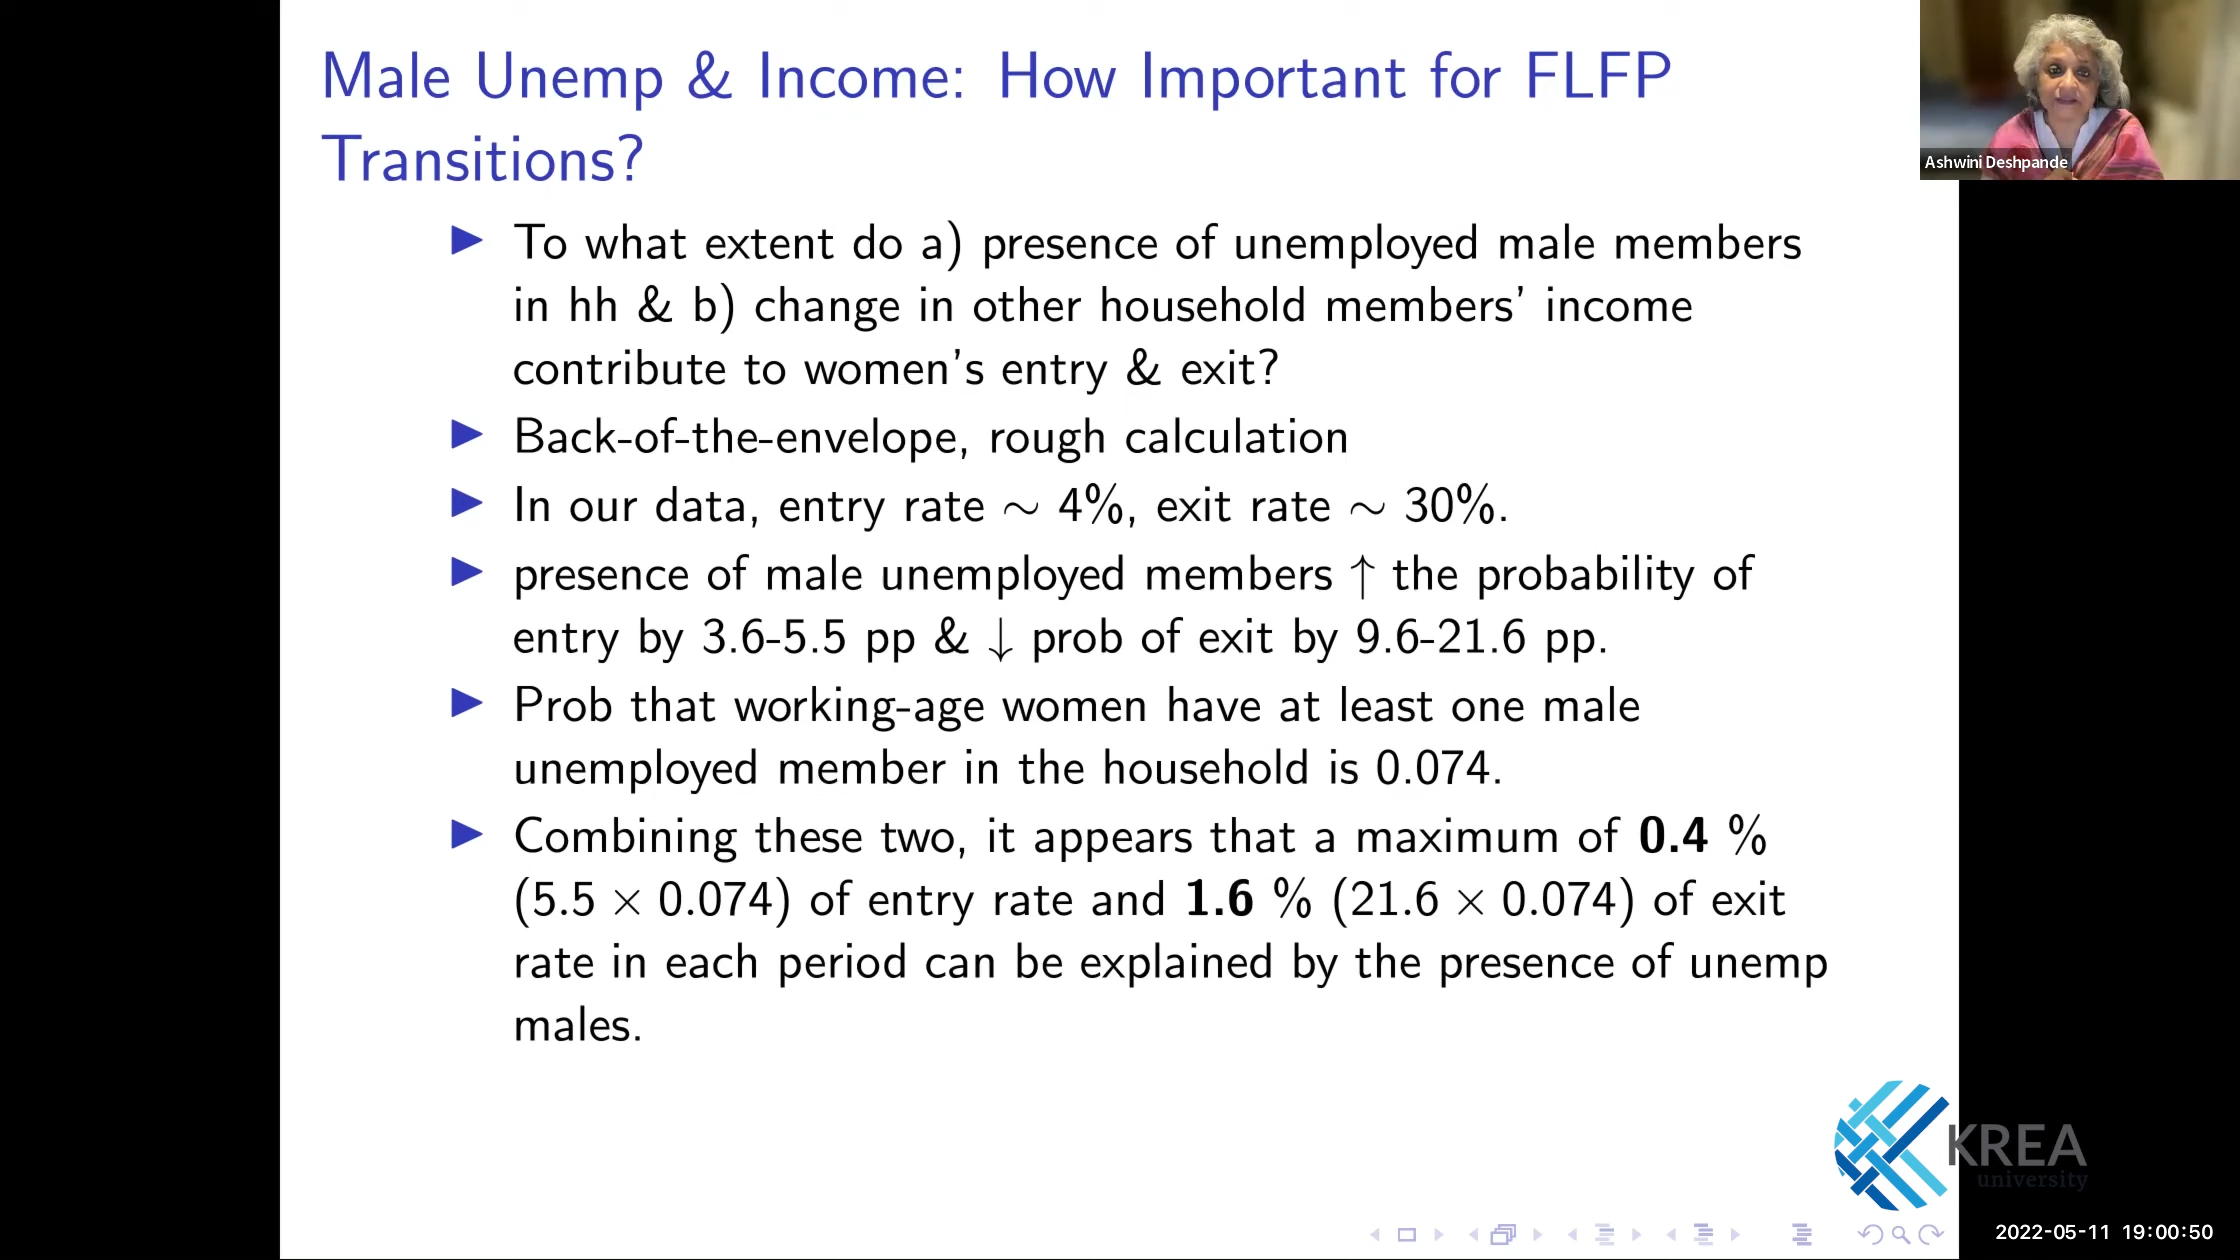 Male Unemp & Income: How Important for FLFP
Transitions?
Ashwini Deshpande
▶ To what extent do a) presence of unemployed male members
in hh & b) change in other household members' income
contribute to women's entry & exit?
▶ Back-of-the-envelope, rough calculation
▶ In our data, entry rate ∼ 4%, exit rate ∼ 30%.
▶ presence of male unemployed members ↑ the probability of
entry by 3.6-5.5 pp & ↓ prob of exit by 9.6-21.6 pp.
▶ Prob that working-age women have at least one male
unemployed member in the household is 0.074.
▶ Combining these two, it appears that a maximum of 0.4 %
(5.5 × 0.074) of entry rate and 1.6 % (21.6 × 0.074) of exit
rate in each period can be explained by the presence of unemp
males.
KREA
university
2022-05-11 19:00:50